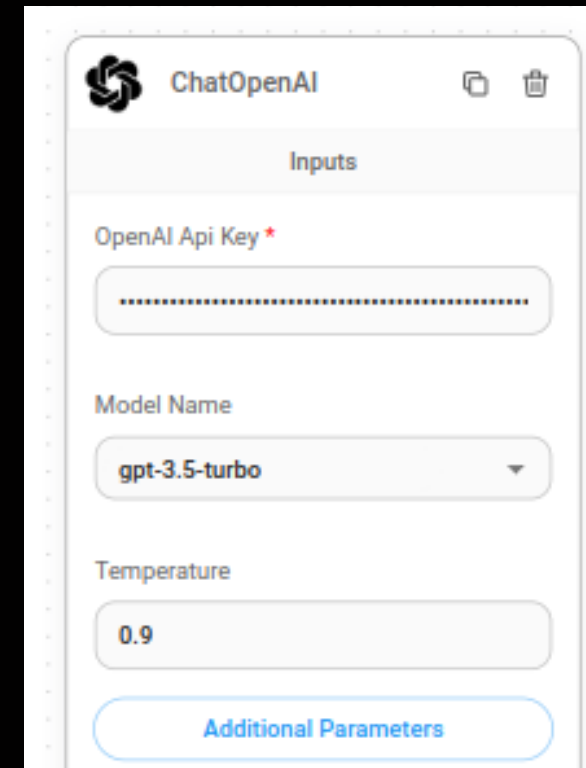 ChatOpenAI
Inputs
OpenAI Api Key *
••••••••••••••••••••••••••••••••••••••••••••••••••• 
Model Name
gpt-3.5-turbo
Temperature
0.9
Additional Parameters